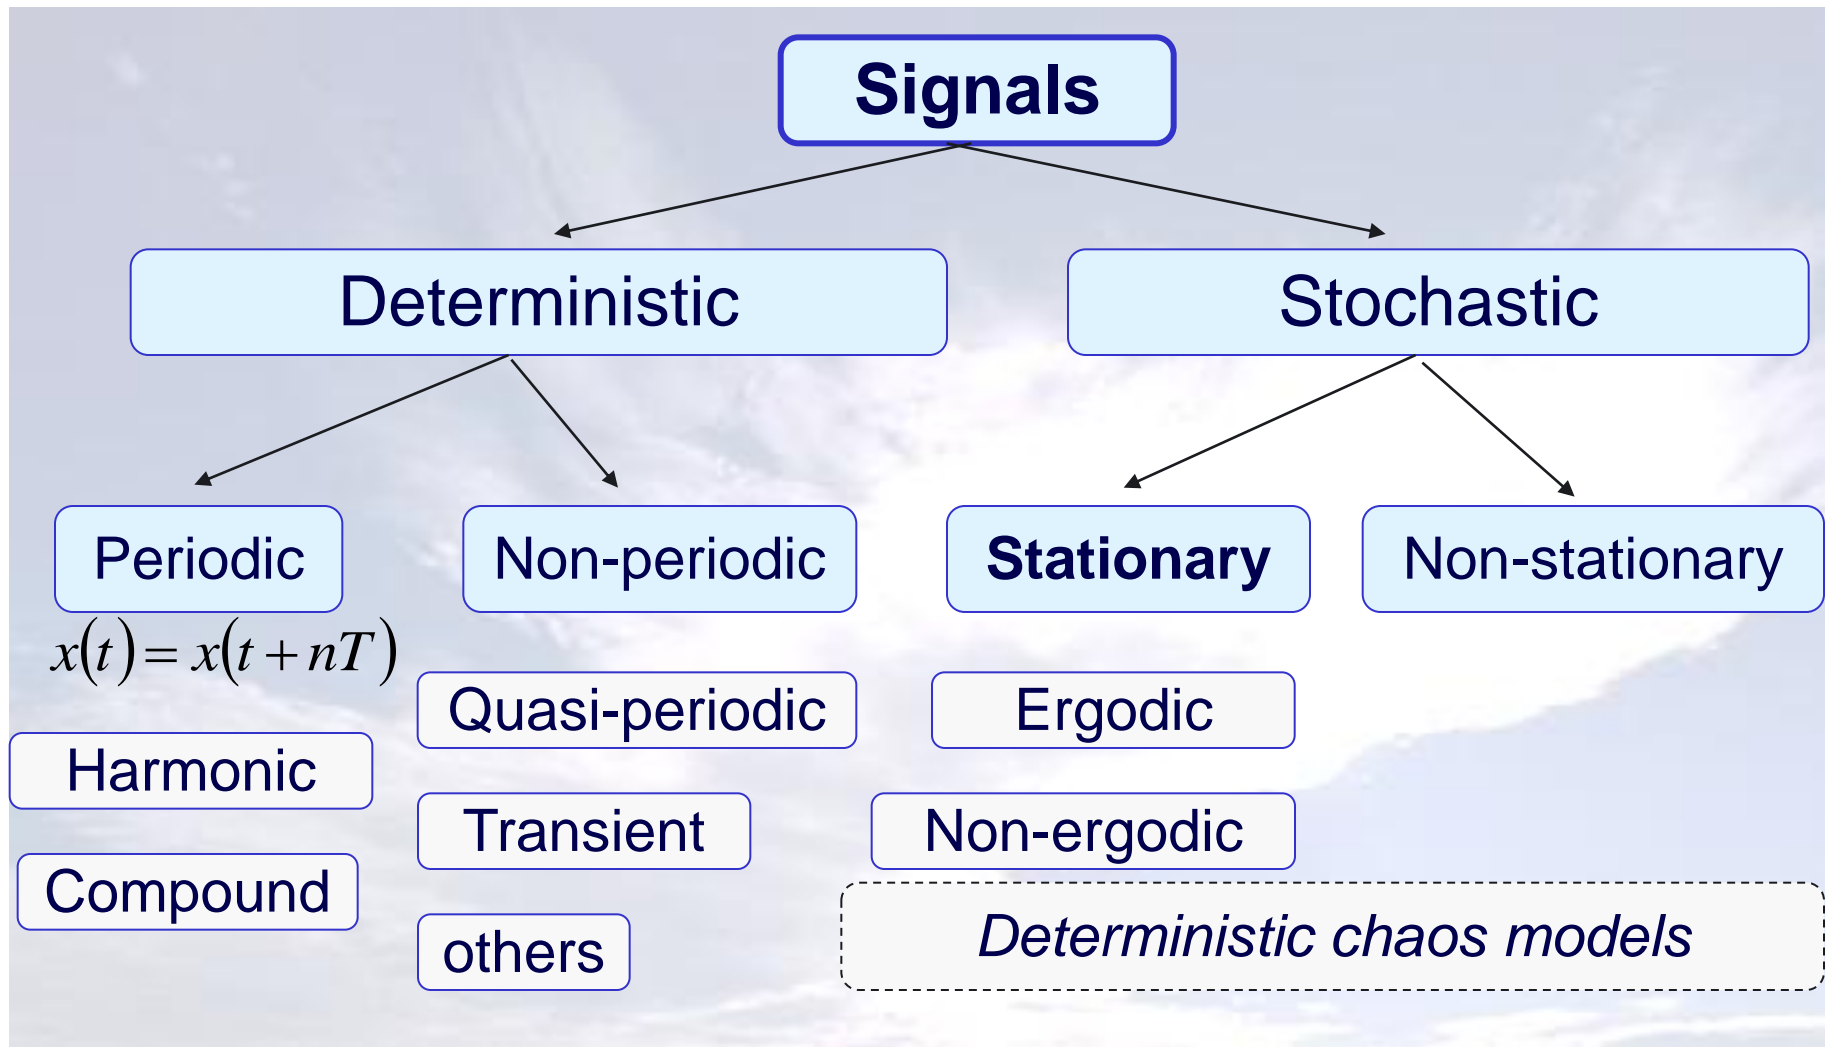 Signals
Deterministic
Stochastic
Periodic
Non-periodic
Stationary
Non-stationary
x(t) = x(t + nT)
Quasi-periodic
Ergodic
Harmonic
Transient
Non-ergodic
Compound
others
Deterministic chaos models